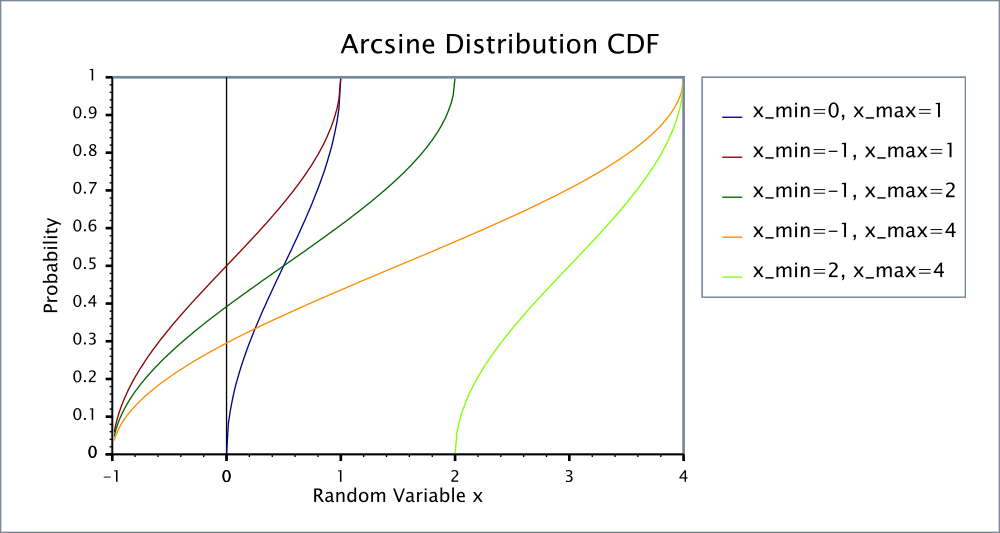 Arcsine Distribution CDF
1
0.9
0.8
0.7
0.6
0.5
0.4
0.3
0.2
0.1
0
Probability
−1
0
1
2
3
4
Random Variable x
x_min=0, x_max=1
x_min=−1, x_max=1
x_min=−1, x_max=2
x_min=−1, x_max=4
x_min=2, x_max=4